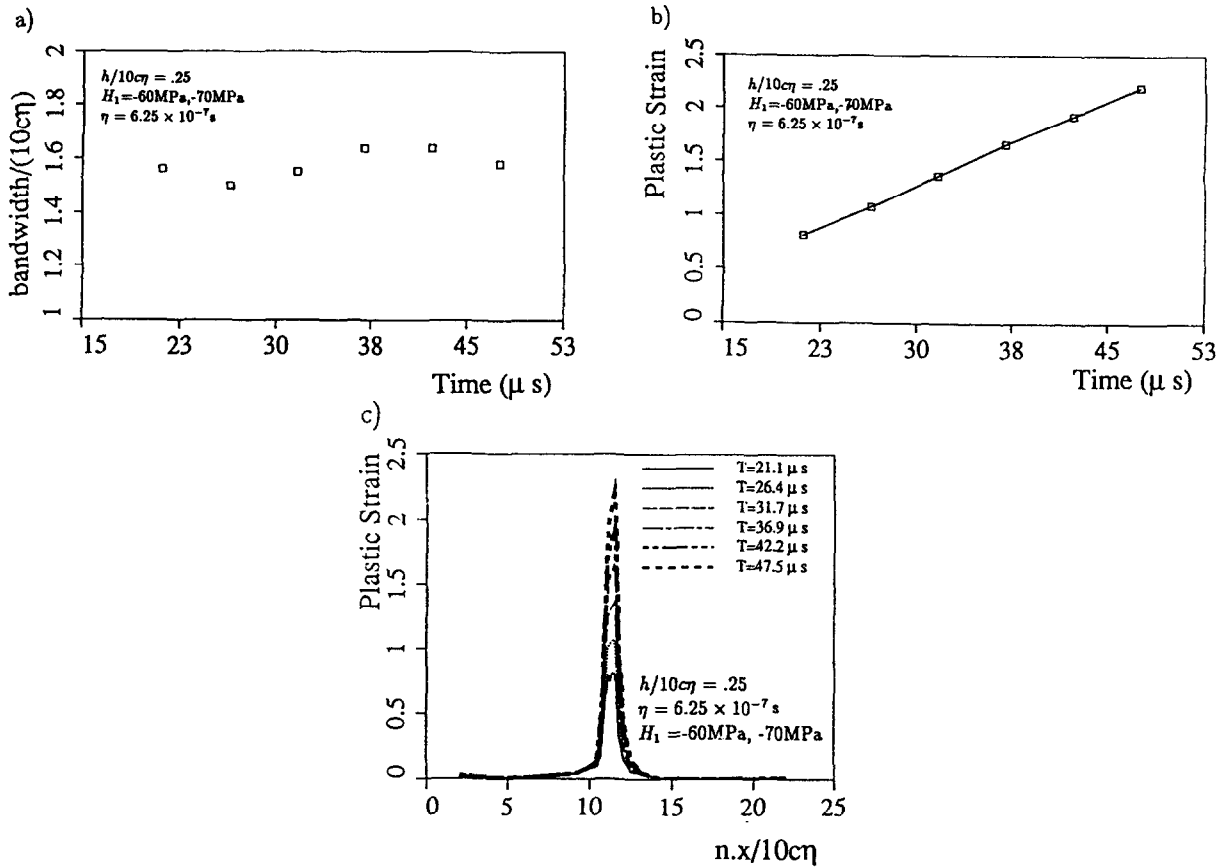 a)
2
1.8
1.6
1.4
1.2
1
bandwidth/(10cη)
h/10cη = .25
H₁=-60MPa,-70MPa
η = 6.25 × 10⁻⁷s
15 23 30 38 45 53
Time (μ s)
b)
2.5
2
1.5
1
0.5
0
Plastic Strain
h/10cη = .25
H₁=-60MPa,-70MPa
η = 6.25 × 10⁻⁷s
15 23 30 38 45 53
Time (μ s)
c)
2.5
2
1.5
1
0.5
0
Plastic Strain
T=21.1 μ s
T=26.4 μ s
T=31.7 μ s
T=36.9 μ s
T=42.2 μ s
T=47.5 μ s
h/10cη = .25
η = 6.25 × 10⁻⁷s
H₁ =-60MPa, -70MPa
0 5 10 15 20 25
n.x/10cη